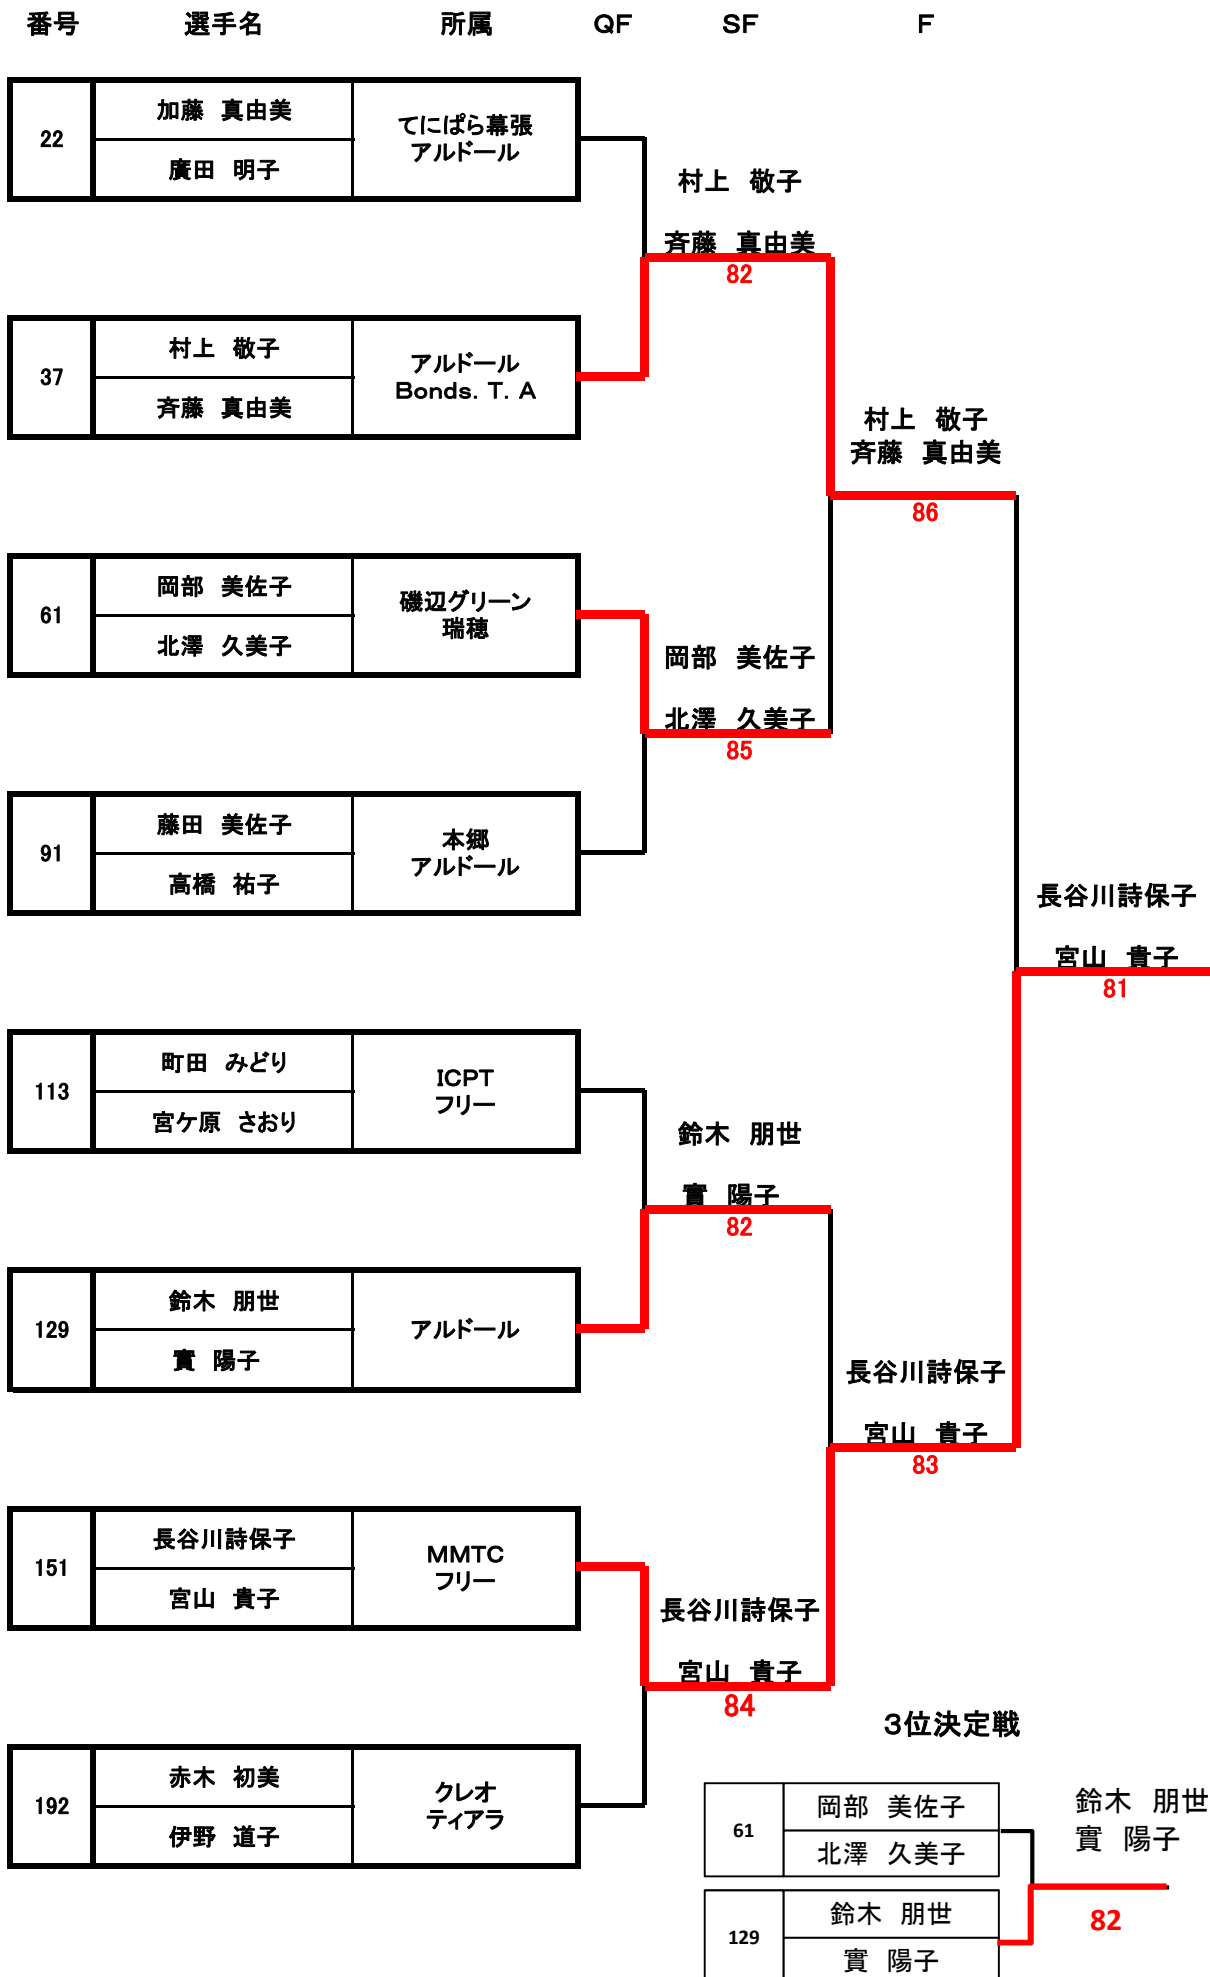 番号 選手名 所属 QF SF F
22
加藤 真由美
廣田 明子
てにぱら幕張
アルドール
村上 敬子
斉藤 真由美
82
37
村上 敬子
斉藤 真由美
アルドール
Bonds. T. A
村上 敬子
斉藤 真由美
86
61
岡部 美佐子
北澤 久美子
磯辺グリーン
瑞穂
岡部 美佐子
北澤 久美子
85
91
藤田 美佐子
高橋 祐子
本郷
アルドール
長谷川詩保子
宮山 貴子
81
113
町田 みどり
宮ケ原 さおり
ICPT
フリー
鈴木 朋世
實 陽子
82
129
鈴木 朋世
實 陽子
アルドール
長谷川詩保子
宮山 貴子
83
151
長谷川詩保子
宮山 貴子
MMTC
フリー
長谷川詩保子
宮山 貴子
84
192
赤木 初美
伊野 道子
クレオ
ティアラ
3位決定戦
61
岡部 美佐子
北澤 久美子
129
鈴木 朋世
實 陽子
鈴木 朋世
實 陽子
82